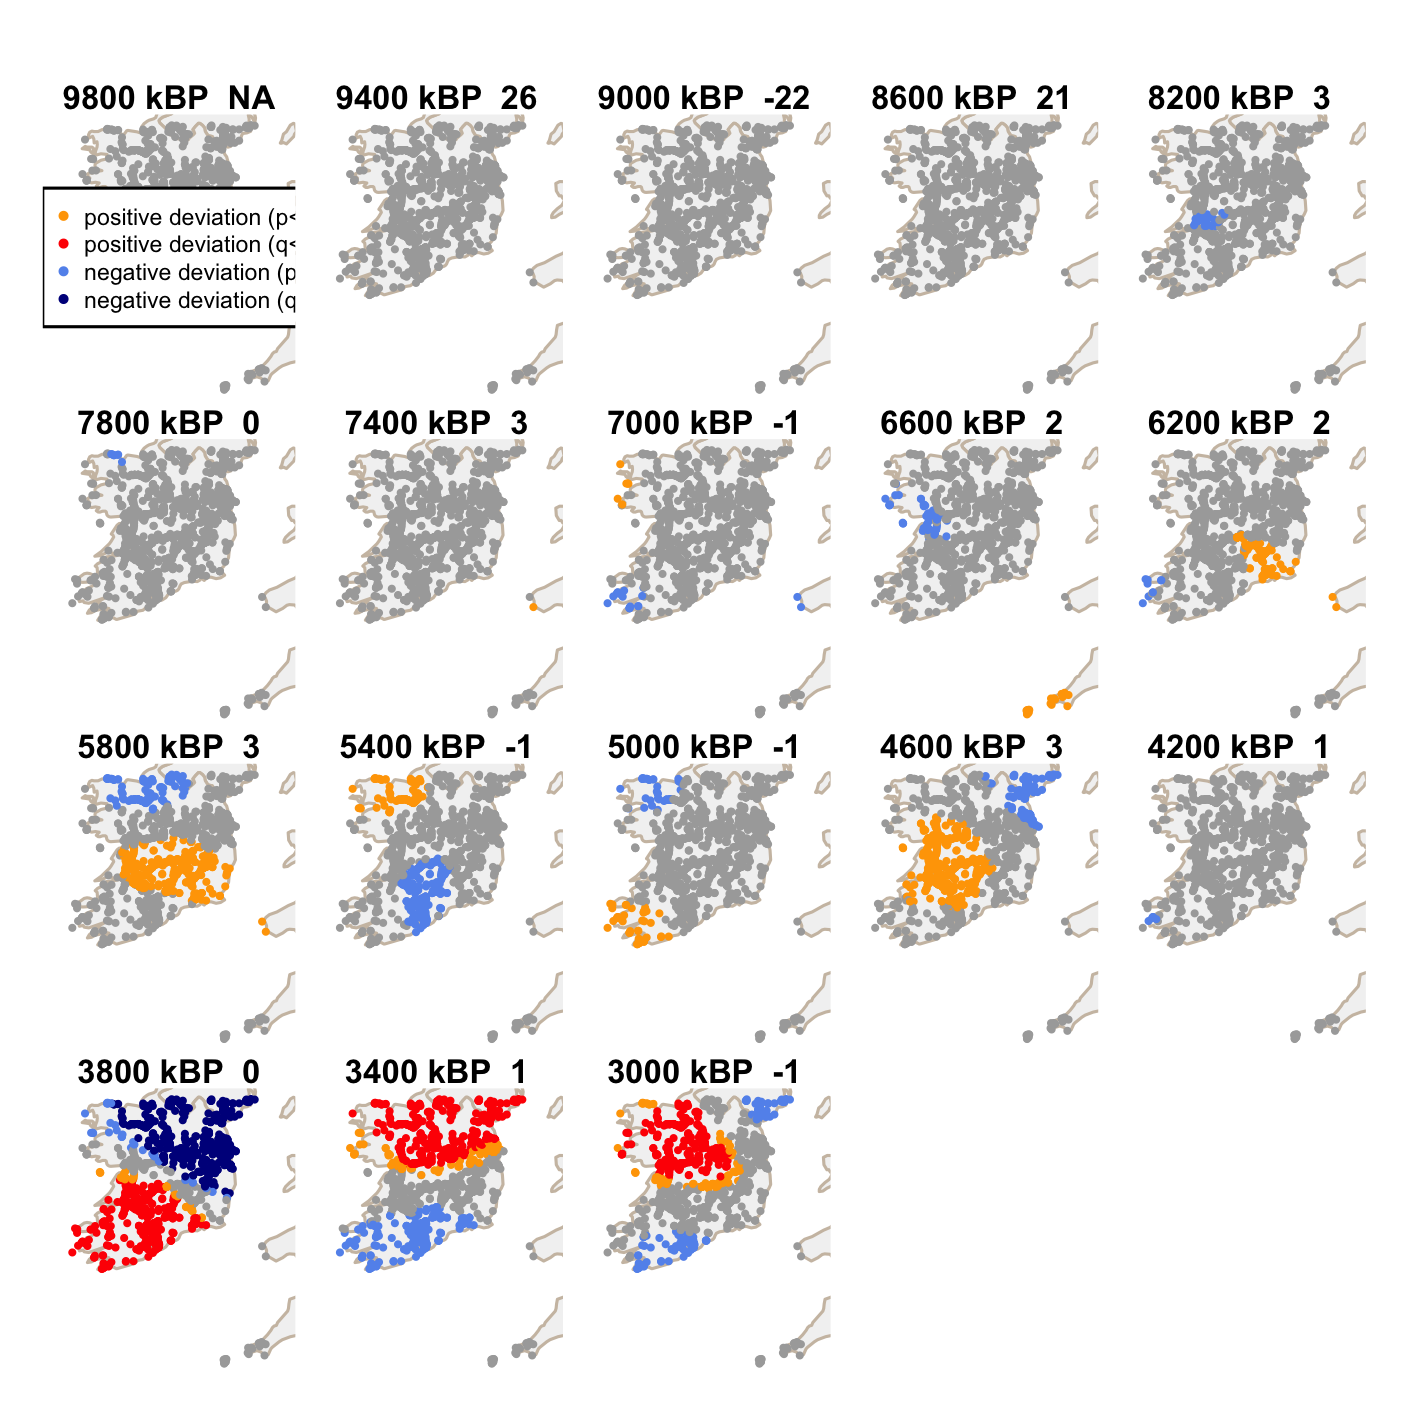 9800 kBP NA
9400 kBP 26
9000 kBP -22
8600 kBP 21
8200 kBP 3
positive deviation (p<
positive deviation (q<
negative deviation (p
negative deviation (q
7800 kBP 0
7400 kBP 3
7000 kBP -1
6600 kBP 2
6200 kBP 2
5800 kBP 3
5400 kBP -1
5000 kBP -1
4600 kBP 3
4200 kBP 1
3800 kBP 0
3400 kBP 1
3000 kBP -1